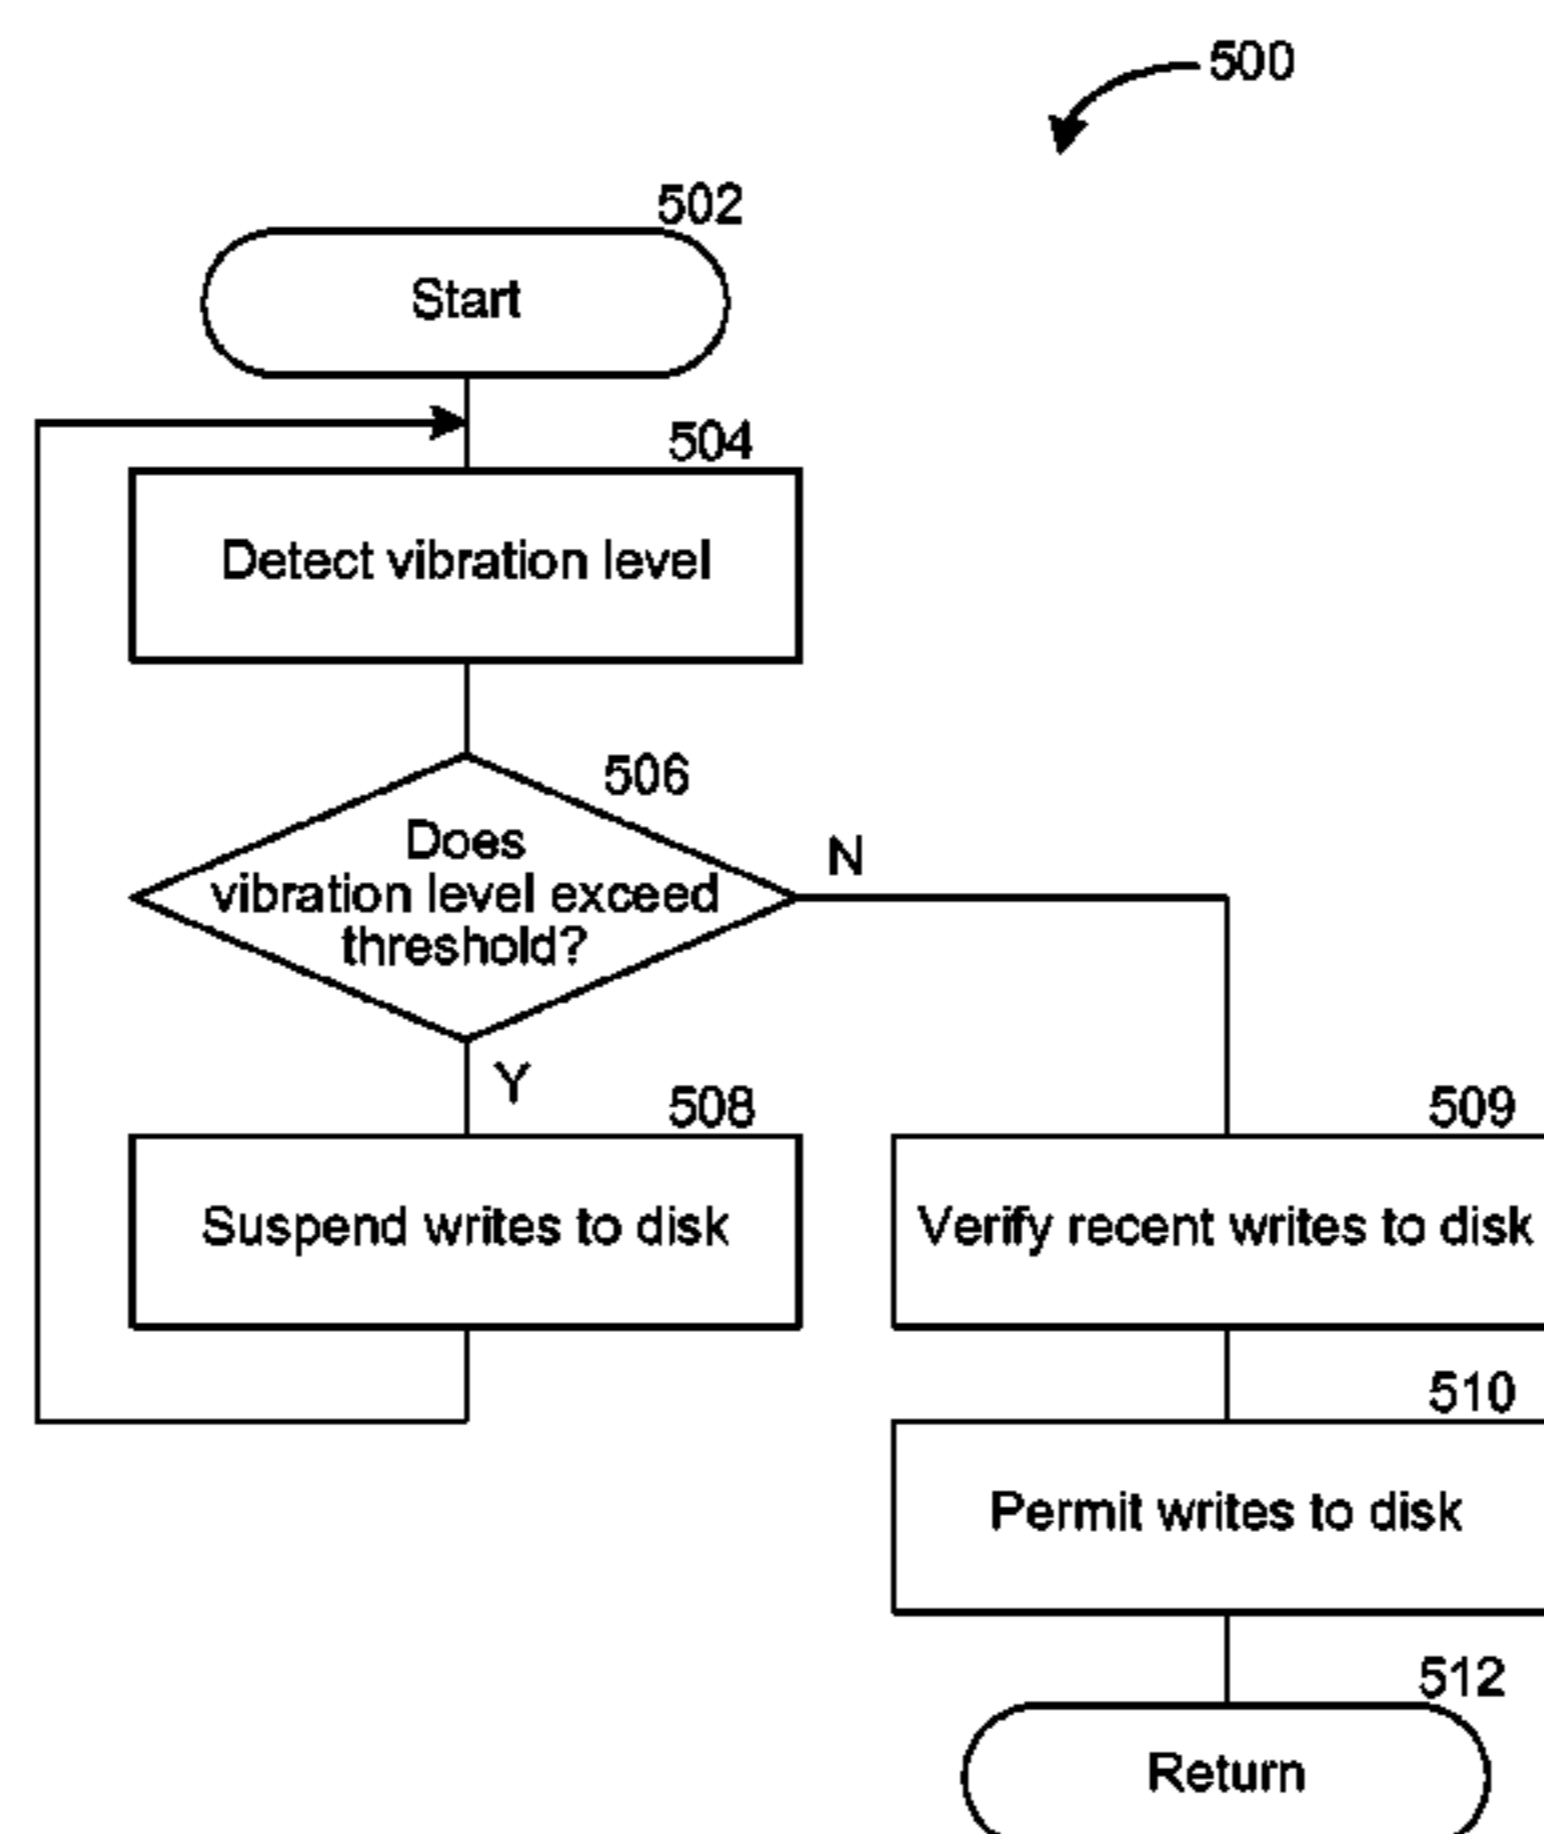 500
502
Start
504
Detect vibration level
506
Does
vibration level exceed
threshold?
N
Y
508
Suspend writes to disk
509
Verify recent writes to disk
510
Permit writes to disk
512
Return